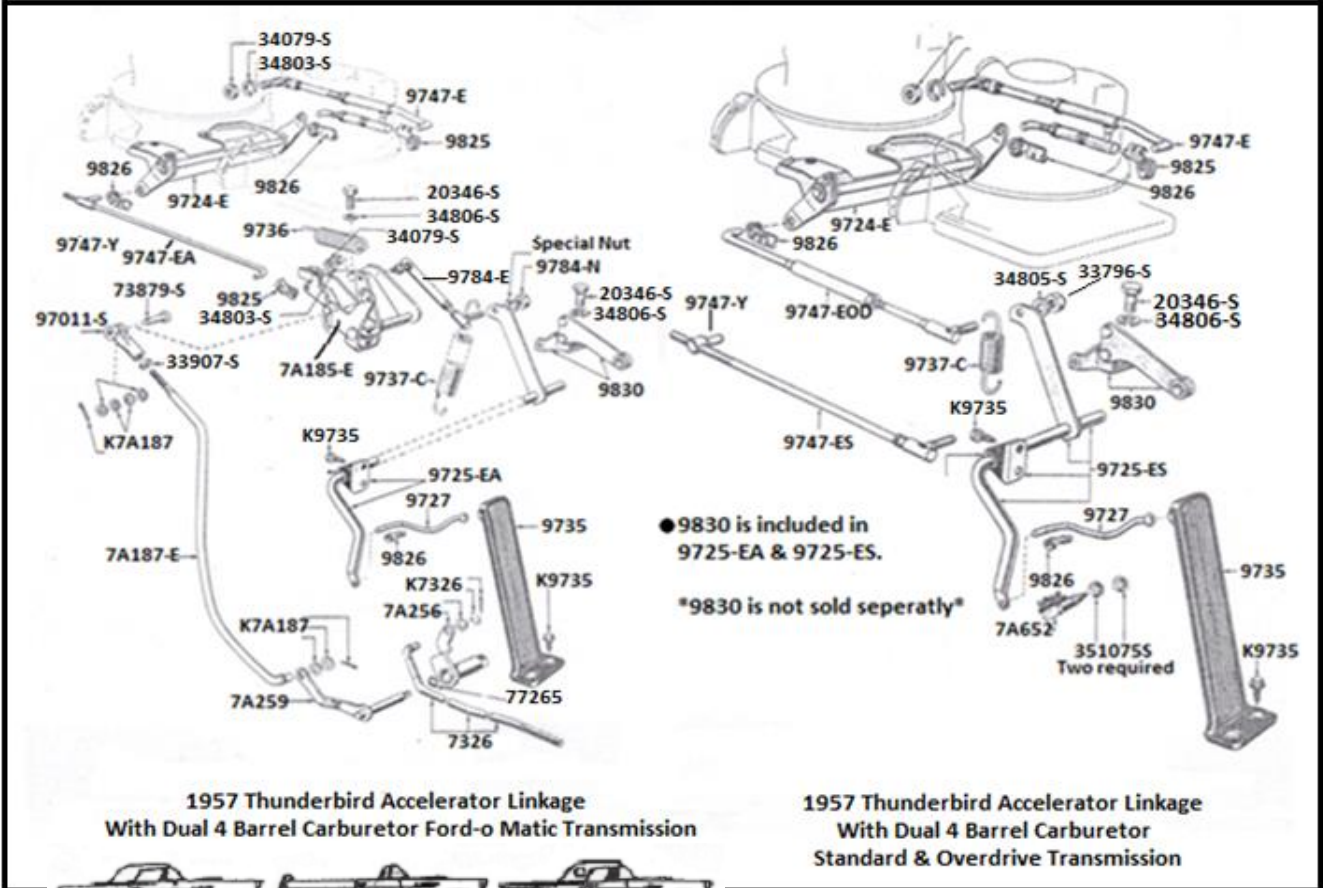 34079-S
34803-S
9747-E
9825
9826
9826
9724-E
20346-S
34806-S
9736
34079-S
9747-Y
9747-EA
Special Nut
9784-N
9784-E
73879-S
9825
34803-S
20346-S
34806-S
97011-S
33907-S
7A185-E
9737-C
9830
K7A187
K9735
9725-EA
9727
9735
7A187-E
9826
K7326
K9735
7A256
K7A187
7A259
77265
7326
1957 Thunderbird Accelerator Linkage
With Dual 4 Barrel Carburetor Ford-o Matic Transmission
9747-E
9825
9826
9724-E
9826
34805-S
33796-S
20346-S
34806-S
9747-Y
9747-EOD
9737-C
9830
K9735
9747-ES
9725-ES
9727
●9830 is included in
9725-EA & 9725-ES.
9735
9826
*9830 is not sold seperatly*
7A652
351075S
Two required
K9735
1957 Thunderbird Accelerator Linkage
With Dual 4 Barrel Carburetor
Standard & Overdrive Transmission